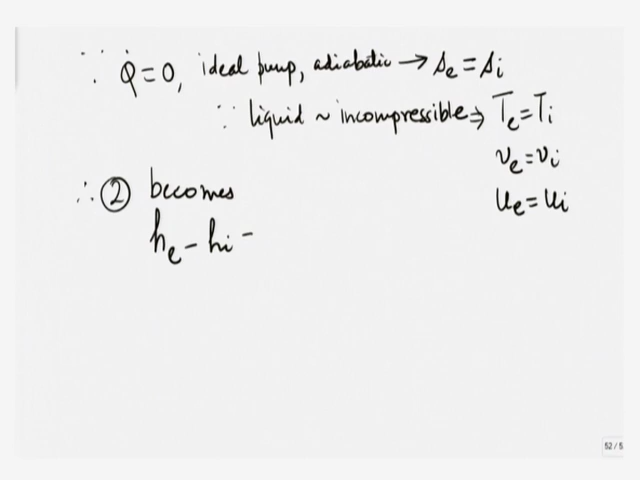 ∵ Q̇=0, ideal pump, adiabatic → se = si
∵ liquid ~ incompressible ⇒ Te = Ti
ve = vi
ue = ui
∴ ② becomes
he - hi -
52 / 5